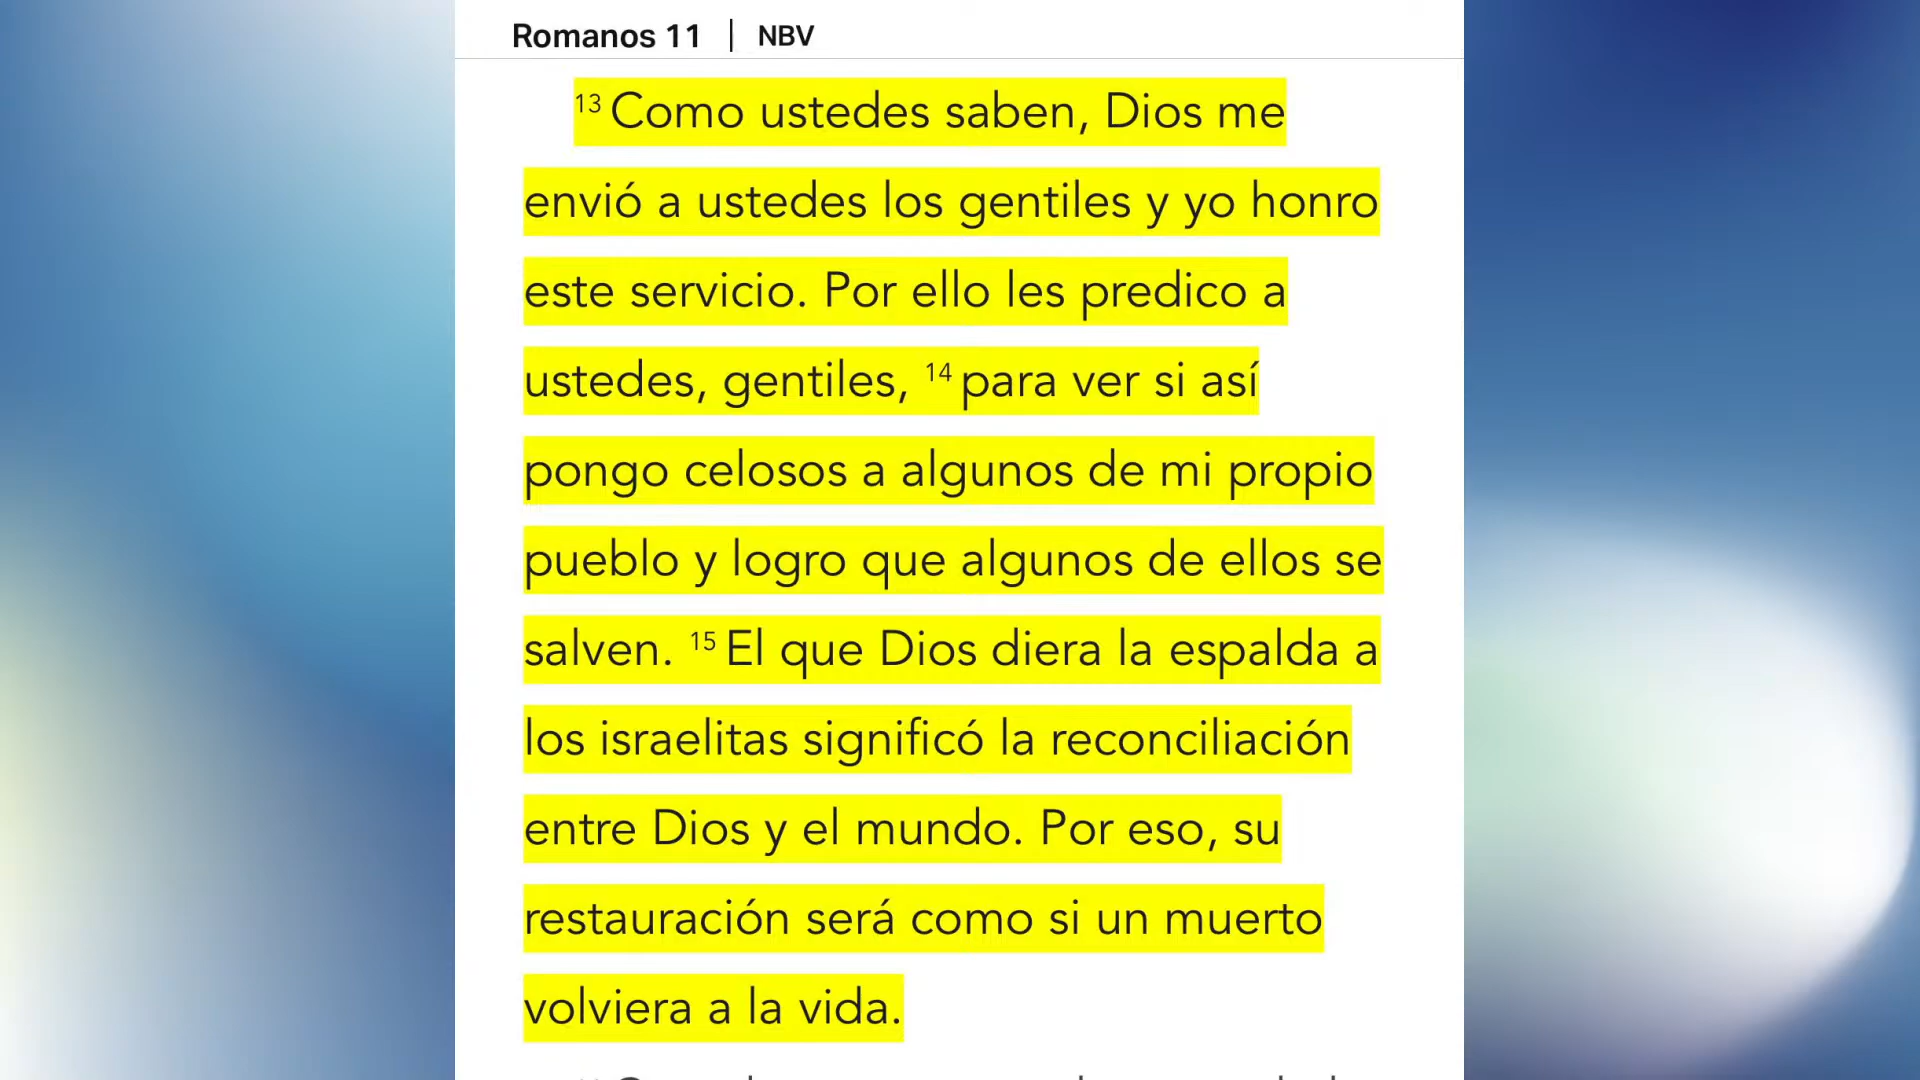 Romanos 11 | NBV
13 Como ustedes saben, Dios me
envió a ustedes los gentiles y yo honro
este servicio. Por ello les predico a
ustedes, gentiles, 14 para ver si así
pongo celosos a algunos de mi propio
pueblo y logro que algunos de ellos se
salven. 15 El que Dios diera la espalda a
los israelitas significó la reconciliación
entre Dios y el mundo. Por eso, su
restauración será como si un muerto
volviera a la vida.